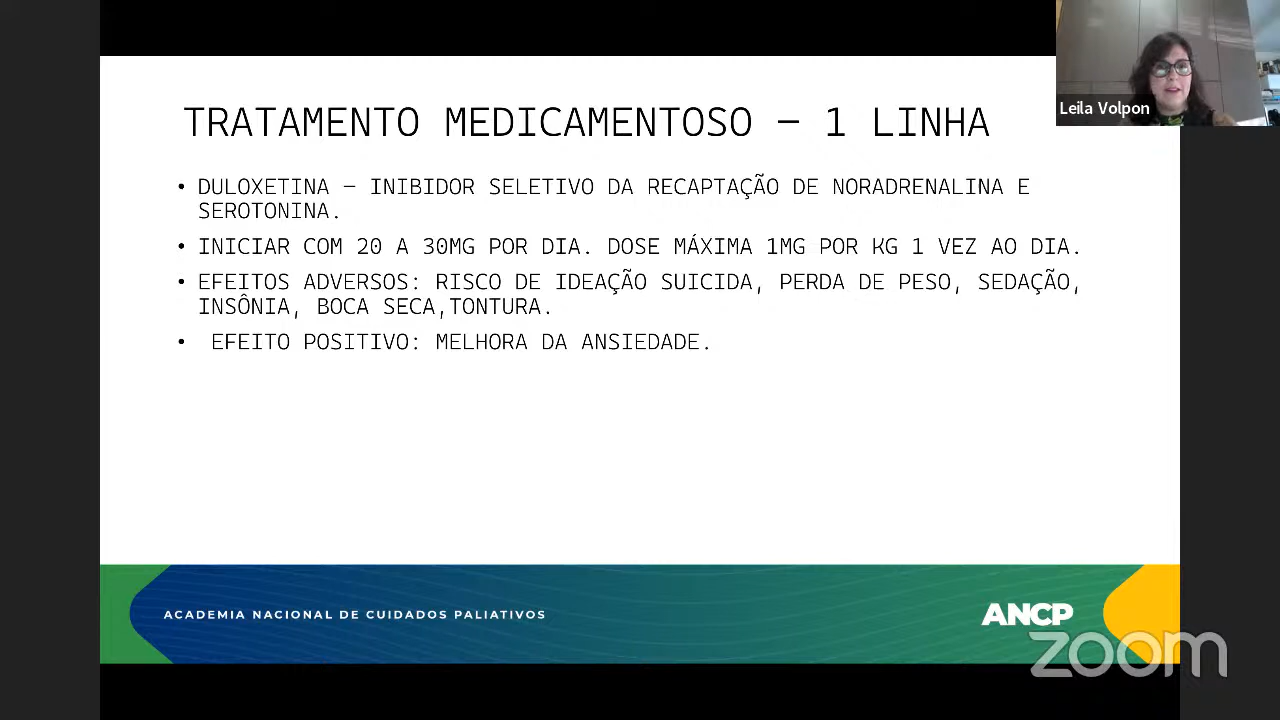 Leila Volpon
TRATAMENTO MEDICAMENTOSO – 1 LINHA
• DULOXETINA – INIBIDOR SELETIVO DA RECAPTAÇÃO DE NORADRENALINA E
SEROTONINA.
• INICIAR COM 20 A 30MG POR DIA. DOSE MÁXIMA 1MG POR KG 1 VEZ AO DIA.
• EFEITOS ADVERSOS: RISCO DE IDEAÇÃO SUICIDA, PERDA DE PESO, SEDAÇÃO,
INSÔNIA, BOCA SECA,TONTURA.
• EFEITO POSITIVO: MELHORA DA ANSIEDADE.
ACADEMIA NACIONAL DE CUIDADOS PALIATIVOS
ANCP
zoom